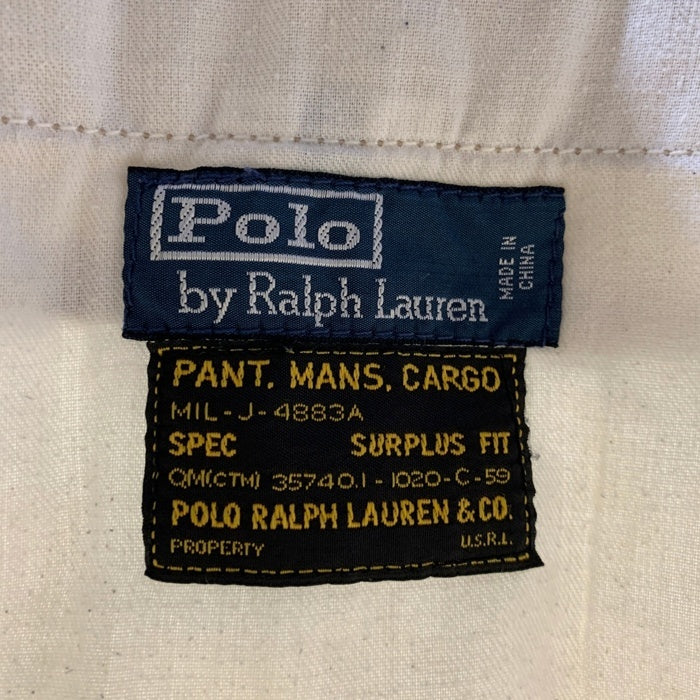 Polo
by Ralph Lauren
MADE IN
CHINA
PANT. MANS, CARGO
MIL-J-4883A
SPEC SURPLUS FIT
QM(CTM) 35740.1-1020-C-59
POLO RALPH LAUREN & CO.
PROPERTY U.S.R.L.